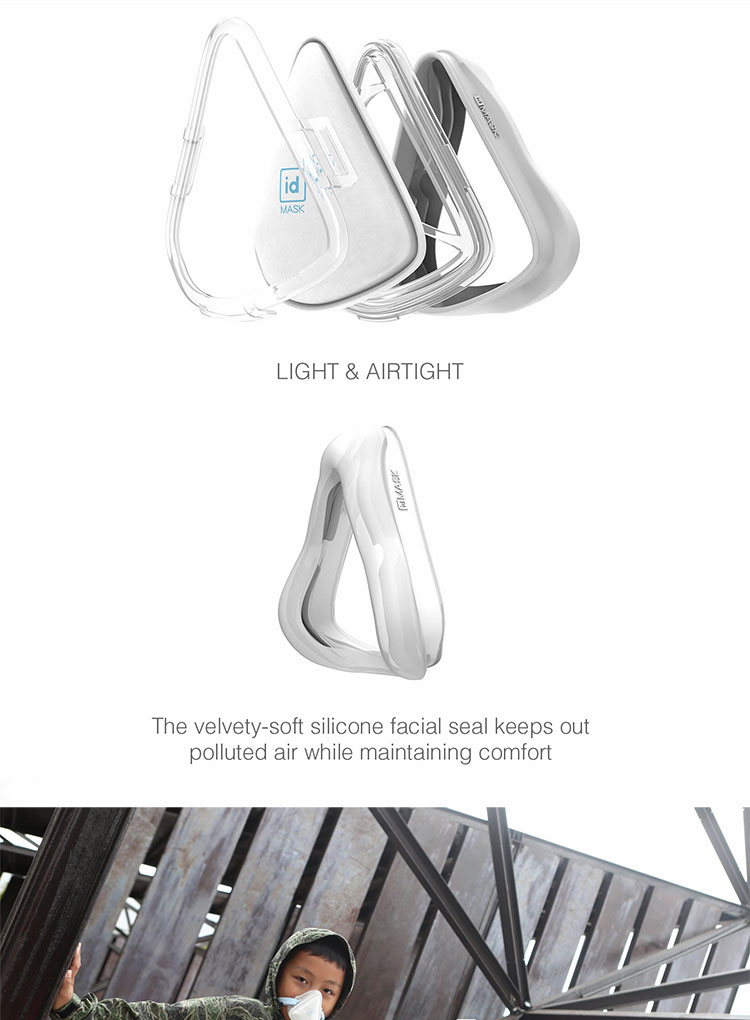 idMASK
id
MASK
LIGHT & AIRTIGHT
idMASK
The velvety-soft silicone facial seal keeps out
polluted air while maintaining comfort